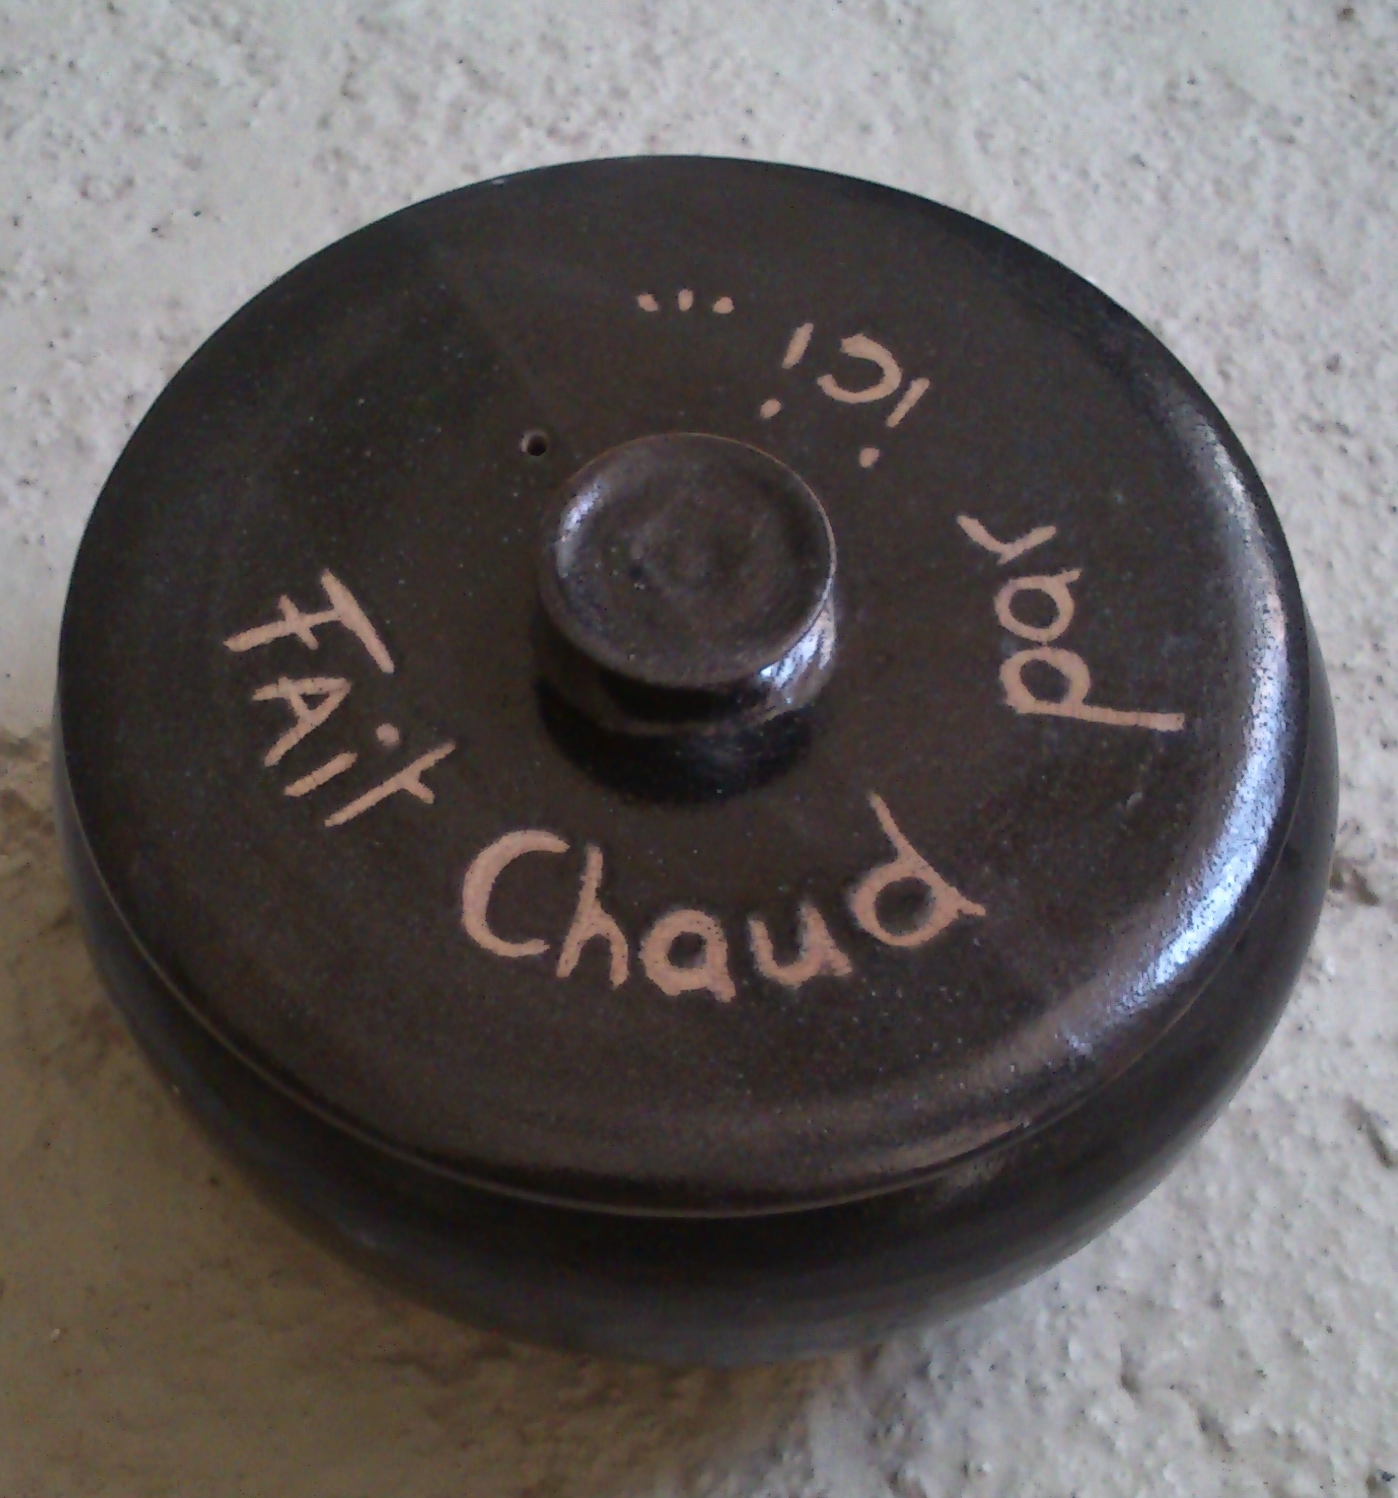 FAit Chaud par ici ...